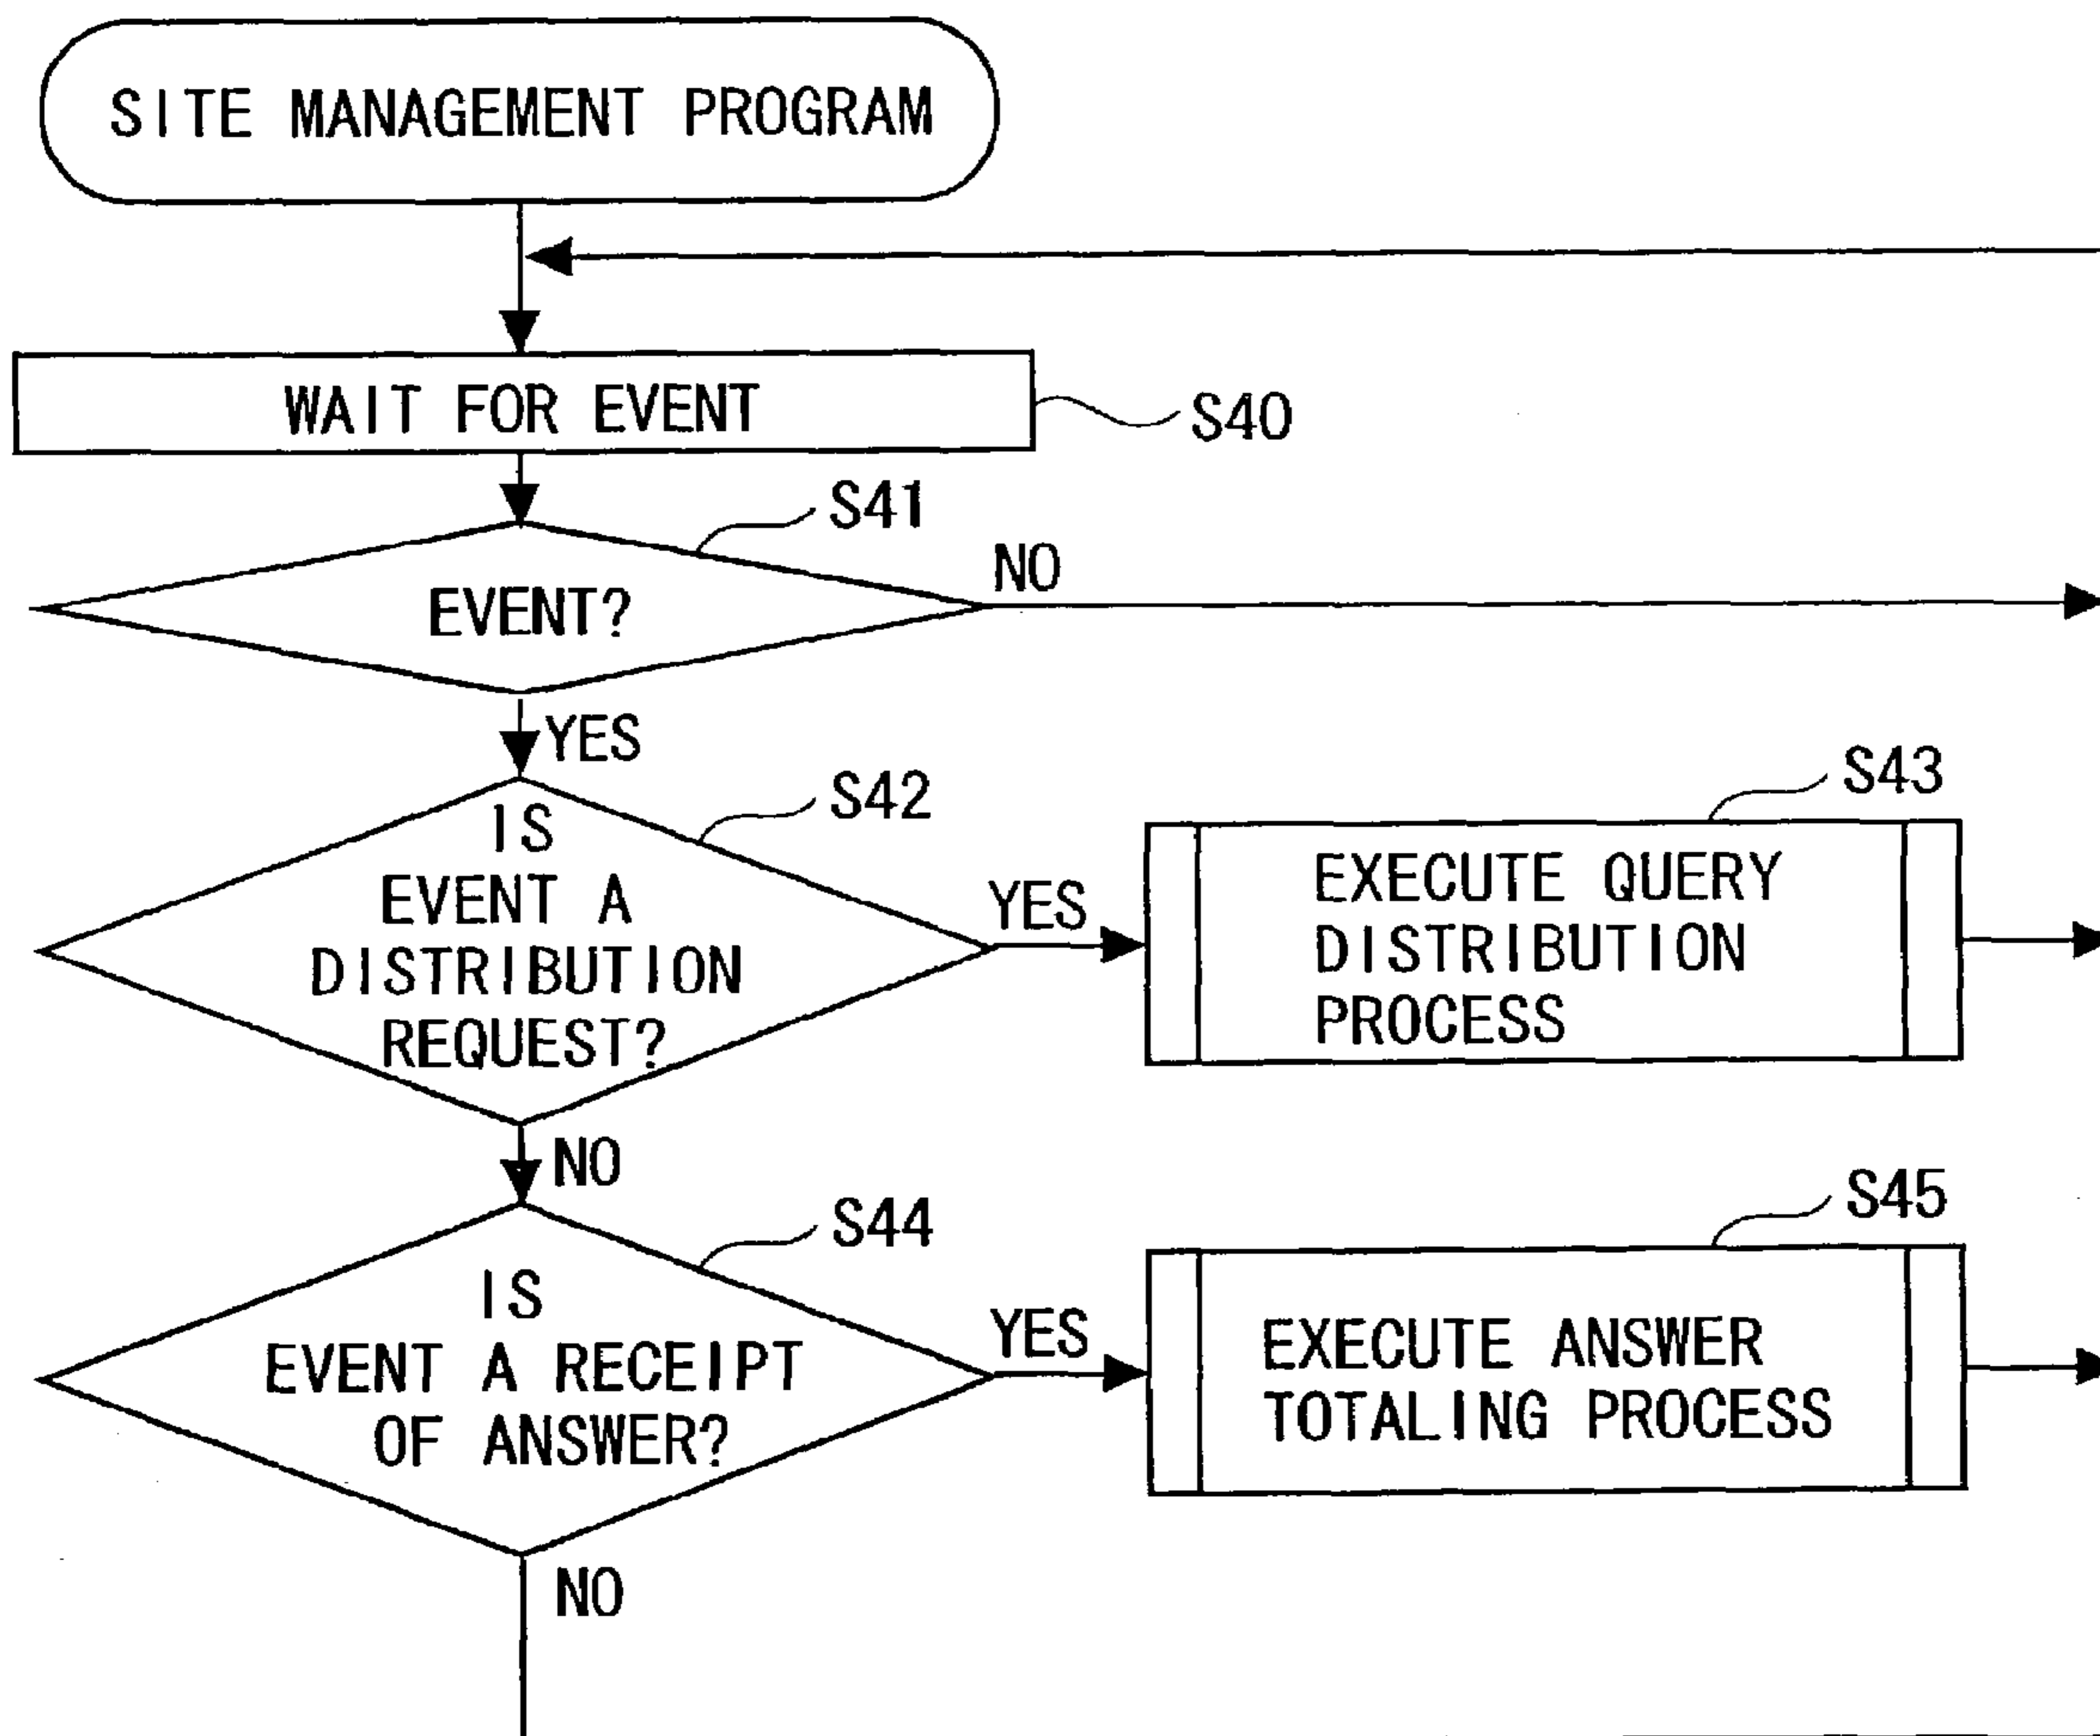 SITE MANAGEMENT PROGRAM
WAIT FOR EVENT
S40
S41
EVENT?
NO
YES
S42
IS
EVENT A
DISTRIBUTION
REQUEST?
YES
S43
EXECUTE QUERY
DISTRIBUTION
PROCESS
NO
S44
IS
EVENT A RECEIPT
OF ANSWER?
YES
S45
EXECUTE ANSWER
TOTALING PROCESS
NO